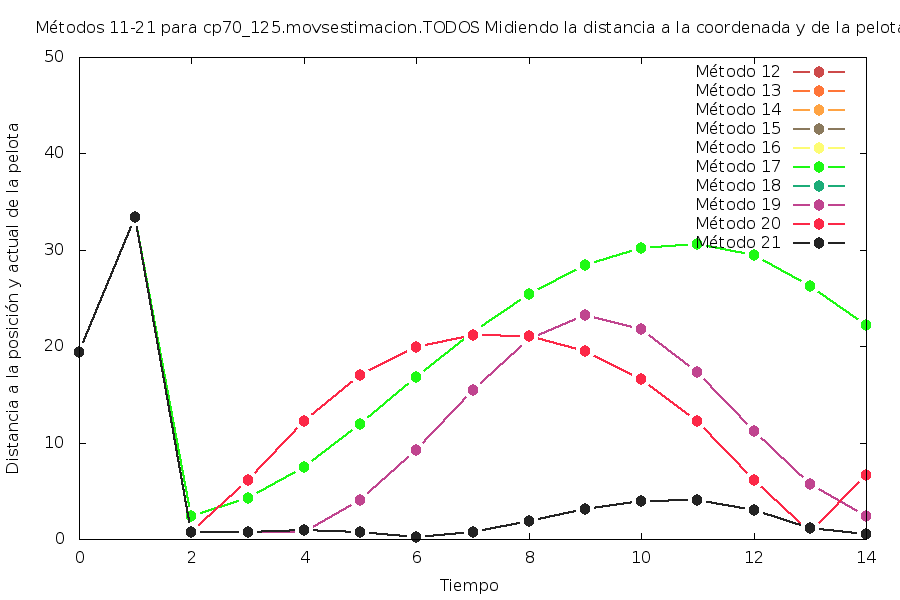 Métodos 11-21 para cp70_125.movsestimacion.TODOS Midiendo la distancia a la coordenada y de la pelota
50
40
30
20
10
0
Distancia a la posición y actual de la pelota
Método 12
Método 13
Método 14
Método 15
Método 16
Método 17
Método 18
Método 19
Método 20
Método 21
0 2 4 6 8 10 12 14
Tiempo